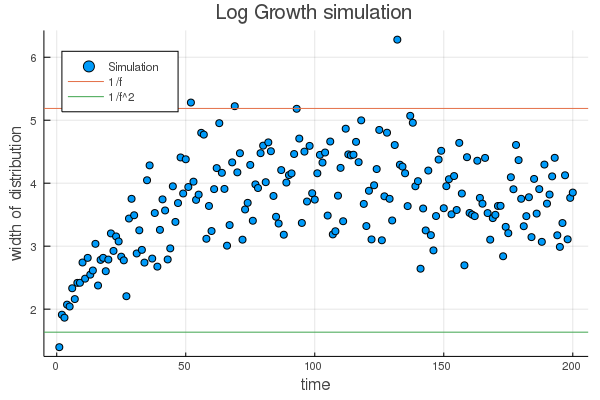 Log Growth simulation
Simulation
1/f
1/f^2
6
5
4
3
2
width of distribution
0
50
100
150
200
time